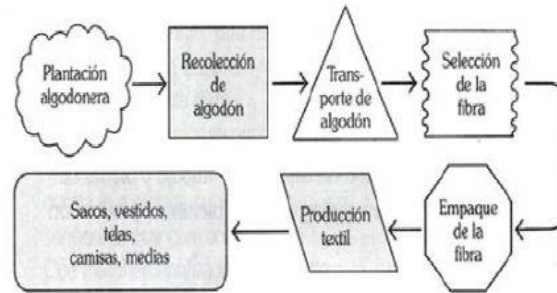 Plantación
algodonera
Recolección
de
algodón
Trans-
porte de
algodón
Selección
de la
fibra
Empaque
de la
fibra
Producción
textil
Sacos, vestidos,
telas,
camisas, medias